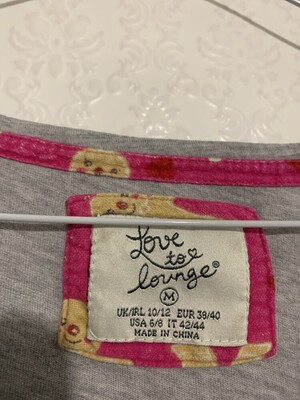 Love
to
lounge®
M
UK/IRL 10/12 EUR 38/40
USA 6/8 IT 42/44
MADE IN CHINA